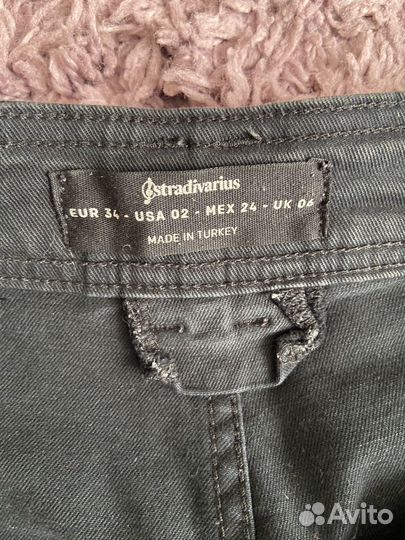 stradivarius
EUR 34 - USA 02 - MEX 24 - UK 06
MADE IN TURKEY
Avito